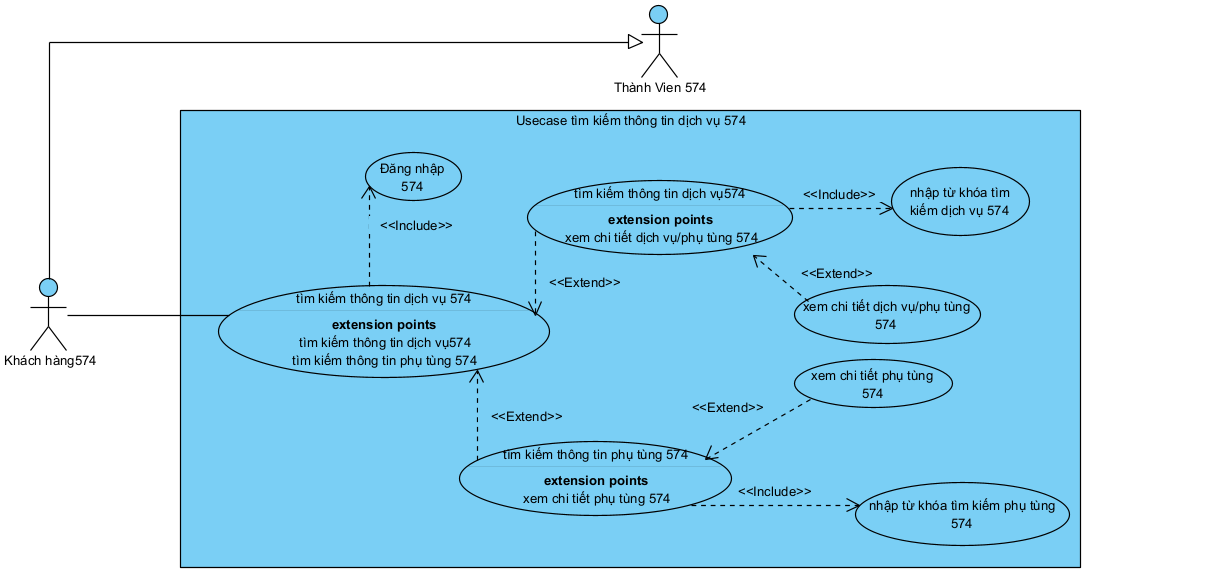 Thành Vien 574
Usecase tìm kiếm thông tin dịch vụ 574
Đăng nhập
574
<<Include>>
tìm kiếm thông tin dịch vụ574
extension points
xem chi tiết dịch vụ/phụ tùng 574
<<Include>>
nhập từ khóa tìm
kiếm dịch vụ 574
<<Extend>>
<<Extend>>
xem chi tiết dịch vụ/phụ tùng
574
tìm kiếm thông tin dịch vụ 574
extension points
tìm kiếm thông tin dịch vụ574
tìm kiếm thông tin phụ tùng 574
Khách hàng574
xem chi tiết phụ tùng
574
<<Extend>>
<<Extend>>
tìm kiếm thông tin phụ tùng 574
extension points
xem chi tiết phụ tùng 574
<<Include>>
nhập từ khóa tìm kiếm phụ tùng
574